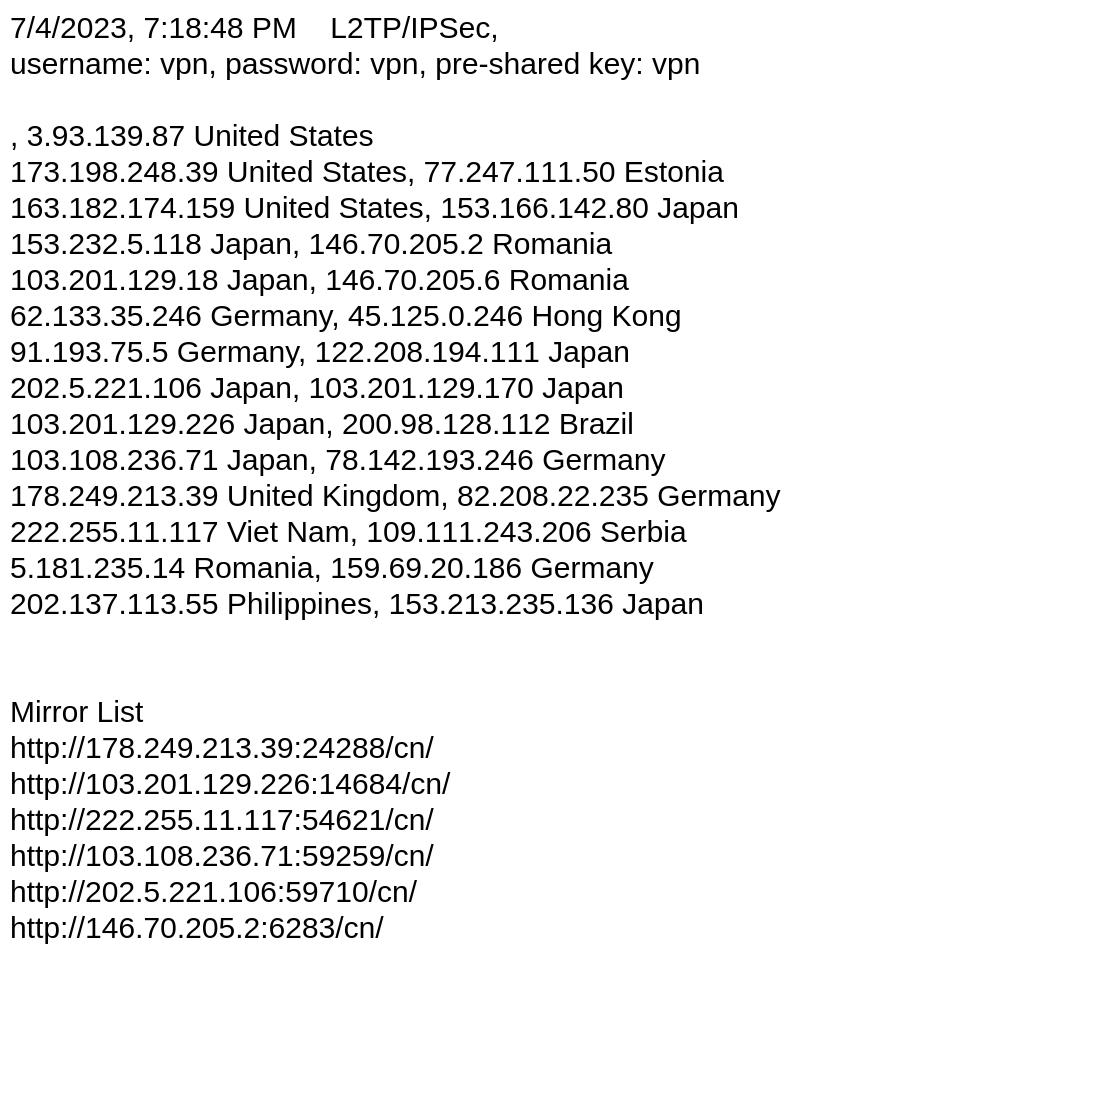 7/4/2023, 7:18:48 PM    L2TP/IPSec,
username: vpn, password: vpn, pre-shared key: vpn
, 3.93.139.87 United States
173.198.248.39 United States, 77.247.111.50 Estonia
163.182.174.159 United States, 153.166.142.80 Japan
153.232.5.118 Japan, 146.70.205.2 Romania
103.201.129.18 Japan, 146.70.205.6 Romania
62.133.35.246 Germany, 45.125.0.246 Hong Kong
91.193.75.5 Germany, 122.208.194.111 Japan
202.5.221.106 Japan, 103.201.129.170 Japan
103.201.129.226 Japan, 200.98.128.112 Brazil
103.108.236.71 Japan, 78.142.193.246 Germany
178.249.213.39 United Kingdom, 82.208.22.235 Germany
222.255.11.117 Viet Nam, 109.111.243.206 Serbia
5.181.235.14 Romania, 159.69.20.186 Germany
202.137.113.55 Philippines, 153.213.235.136 Japan
Mirror List
http://178.249.213.39:24288/cn/
http://103.201.129.226:14684/cn/
http://222.255.11.117:54621/cn/
http://103.108.236.71:59259/cn/
http://202.5.221.106:59710/cn/
http://146.70.205.2:6283/cn/